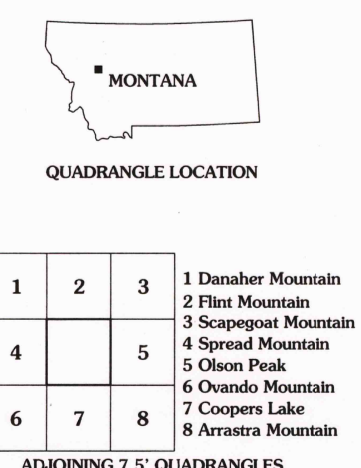 MONTANA
QUADRANGLE LOCATION
1 2 3
4 5
6 7 8
1 Danaher Mountain
2 Flint Mountain
3 Scapegoat Mountain
4 Spread Mountain
5 Olson Peak
6 Ovando Mountain
7 Coopers Lake
8 Arrastra Mountain
ADJOINING 7.5' QUADRANGLES